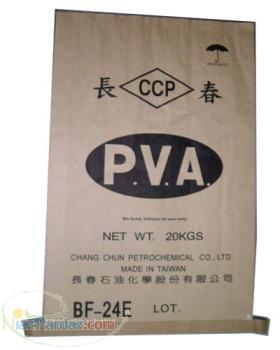 長 CCP 春
P.V.A.
No food, Industrial use only
NET WT. 20KGS
CHANG CHUN PETROCHEMICAL CO., LTD.
MADE IN TAIWAN
長春石油化學股份有限公司
BF-24E LOT.